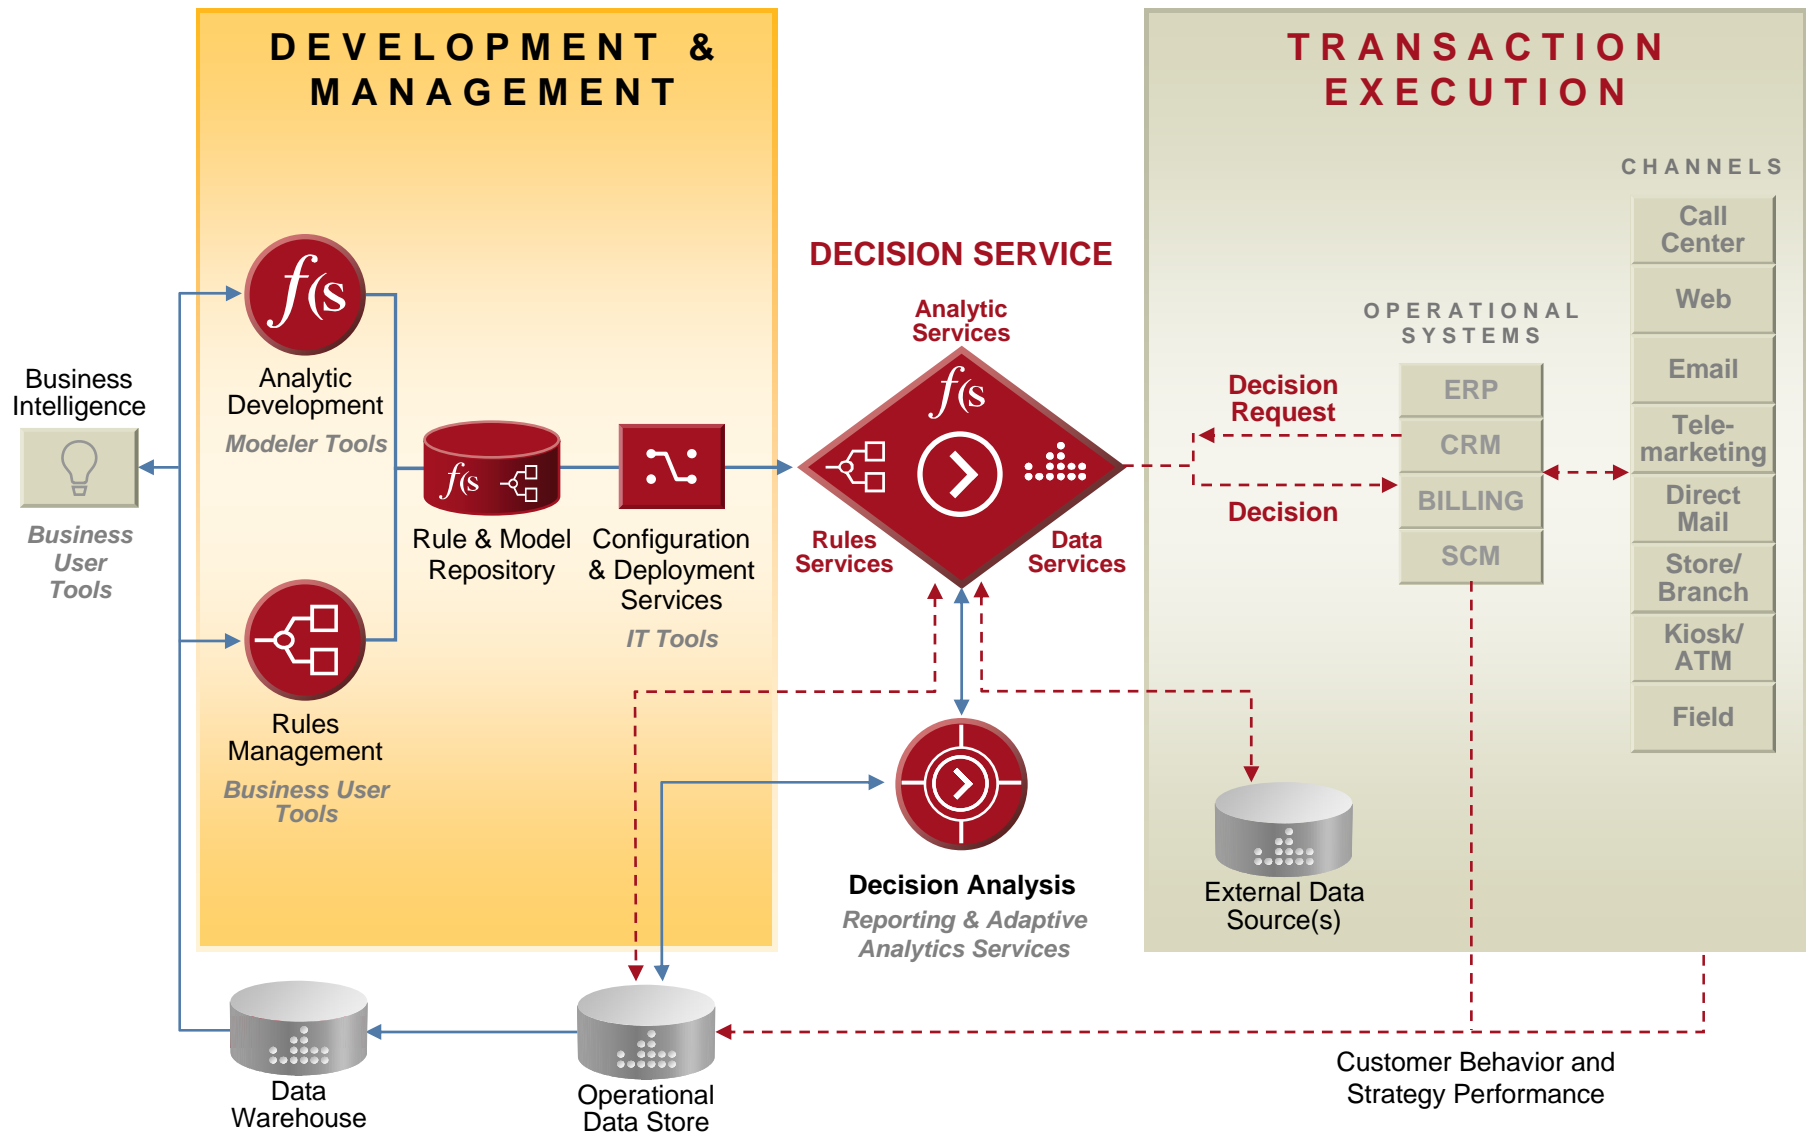 DEVELOPMENT &
MANAGEMENT
TRANSACTION
EXECUTION
CHANNELS
Call
Center
Web
Email
Tele-
marketing
Direct
Mail
Store/
Branch
Kiosk/
ATM
Field
OPERATIONAL
SYSTEMS
ERP
CRM
BILLING
SCM
DECISION SERVICE
Analytic
Services
f(s
Rules
Services
Data
Services
Decision
Request
Decision
f(s
Analytic
Development
Modeler Tools
Business
Intelligence
Business
User
Tools
f(s
Rule & Model
Repository
Configuration
& Deployment
Services
IT Tools
Rules
Management
Business User
Tools
Decision Analysis
Reporting & Adaptive
Analytics Services
External Data
Source(s)
Data
Warehouse
Operational
Data Store
Customer Behavior and
Strategy Performance